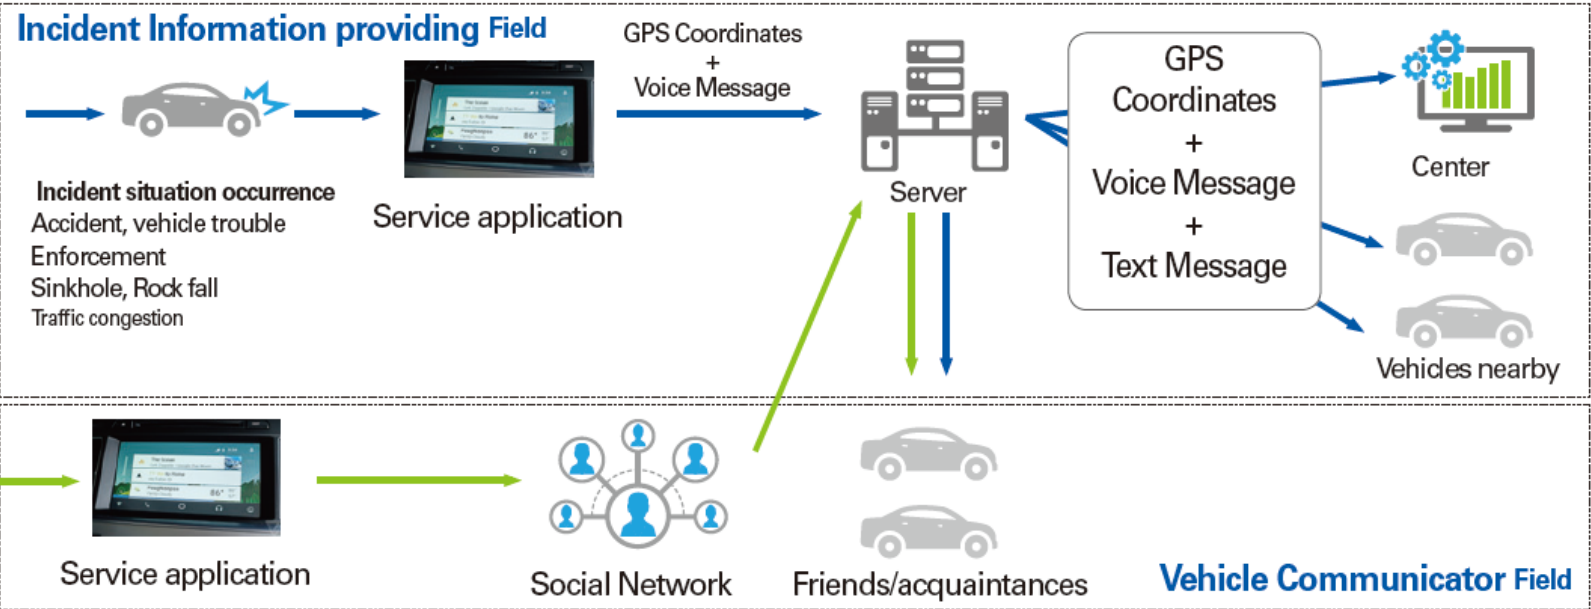 Incident Information providing Field
GPS Coordinates
+
Voice Message
GPS
Coordinates
+
Voice Message
+
Text Message
Center
Server
Incident situation occurrence
Accident, vehicle trouble
Enforcement
Sinkhole, Rock fall
Traffic congestion
Service application
86°
Vehicles nearby
86°
Service application
Social Network
Friends/acquaintances
Vehicle Communicator Field